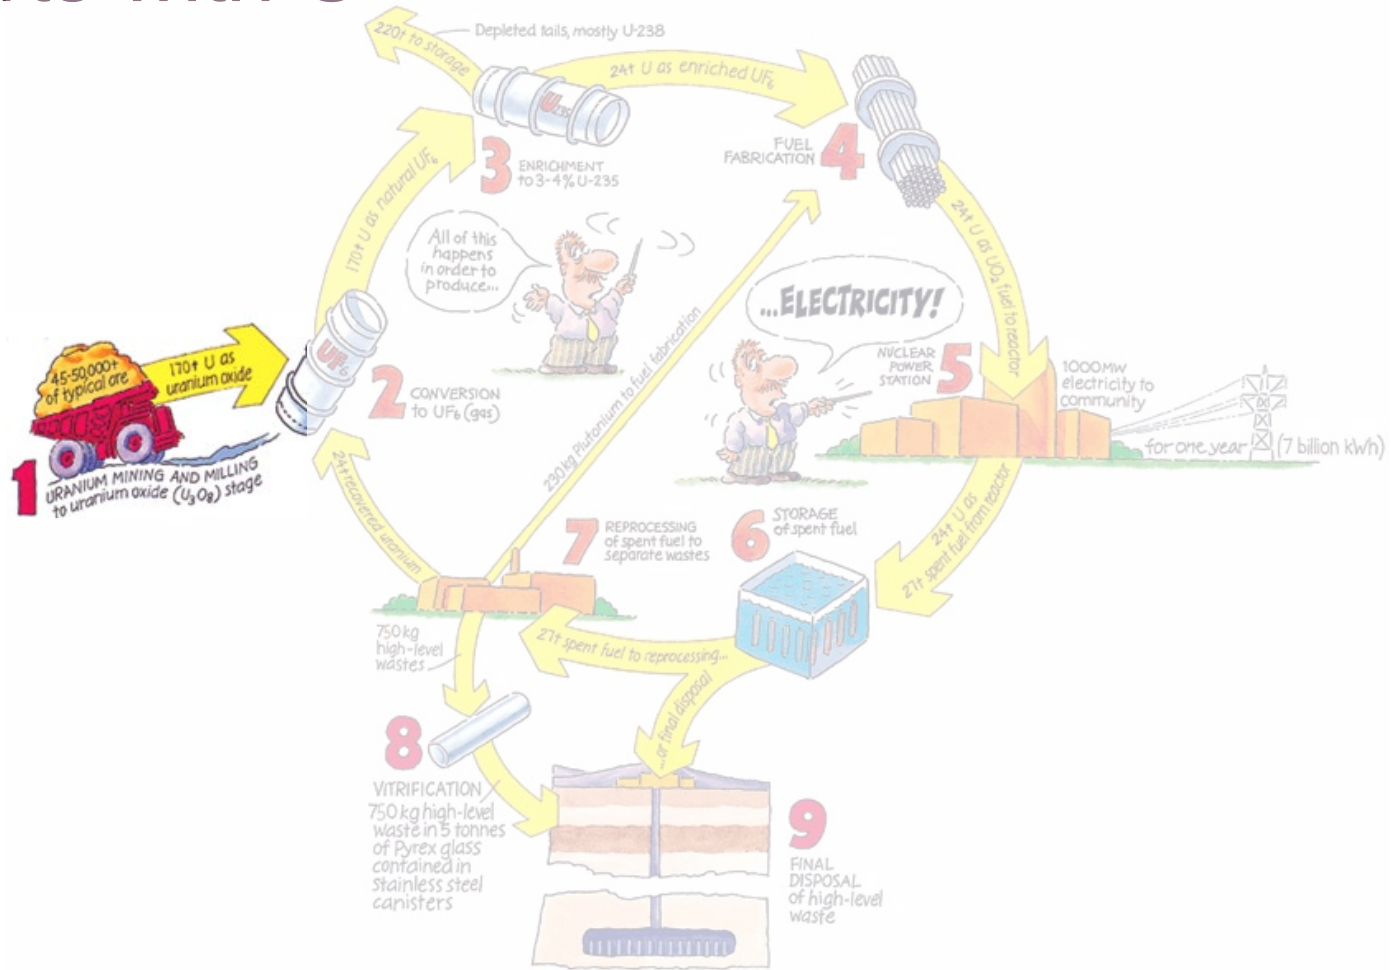 220t to storage
Depleted tails, mostly U-238
24t U as enriched UF₆
U235
3 ENRICHMENT
to 3-4% U-235
FUEL
FABRICATION 4
170t U as natural UF₆
All of this
happens
in order to
produce...
24t U as UO₂ fuel to reactor
...ELECTRICITY!
45-50,000t
of typical ore
170t U as
uranium oxide
UF₆
2 CONVERSION
to UF₆ (gas)
1 URANIUM MINING AND MILLING
to uranium oxide (U₃O₈) stage
NUCLEAR
POWER
STATION 5
1000MW
electricity to
community
for one year (7 billion kWh)
24t recovered uranium
230 kg Plutonium to fuel fabrication
7 REPROCESSING
of spent fuel to
separate wastes
6 STORAGE
of spent fuel
24t U as
27t spent fuel from reactor
750 kg
high-level
wastes
27t spent fuel to reprocessing...
...or final disposal
8
VITRIFICATION
750 kg high-level
waste in 5 tonnes
of Pyrex glass
contained in
stainless steel
canisters
9
FINAL
DISPOSAL
of high-level
waste